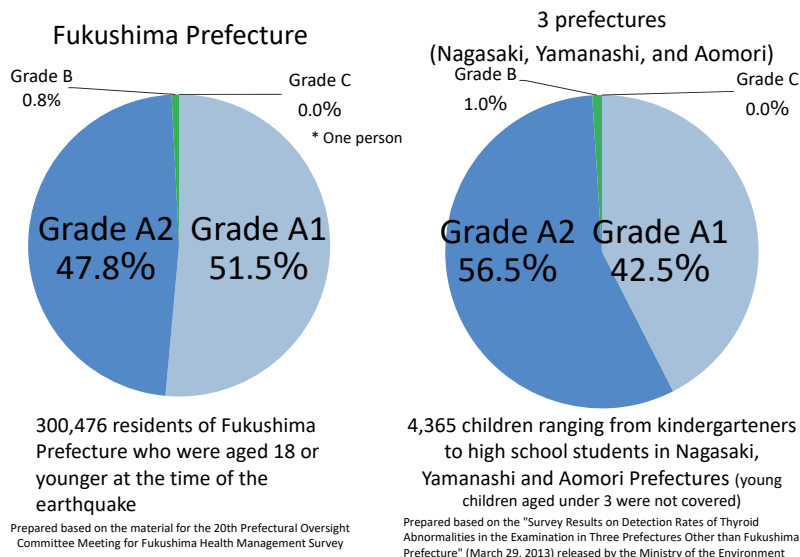 Fukushima Prefecture
Grade B
0.8%
Grade C
0.0%
* One person
Grade A2
47.8%
Grade A1
51.5%
300,476 residents of Fukushima
Prefecture who were aged 18 or
younger at the time of the
earthquake
Prepared based on the material for the 20th Prefectural Oversight
Committee Meeting for Fukushima Health Management Survey
3 prefectures
(Nagasaki, Yamanashi, and Aomori)
Grade B
1.0%
Grade C
0.0%
Grade A2
56.5%
Grade A1
42.5%
4,365 children ranging from kindergarteners
to high school students in Nagasaki,
Yamanashi and Aomori Prefectures (young
children aged under 3 were not covered)
Prepared based on the "Survey Results on Detection Rates of Thyroid
Abnormalities in the Examination in Three Prefectures Other than Fukushima
Prefecture" (March 29, 2013) released by the Ministry of the Environment